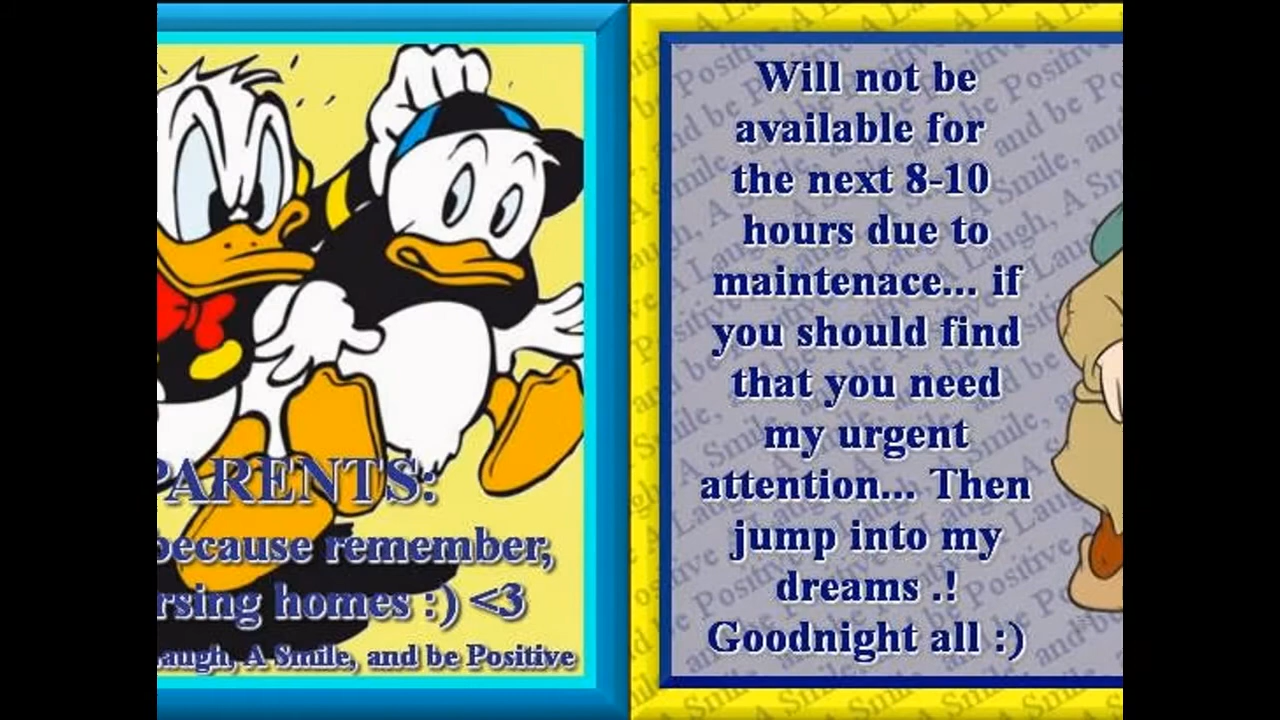 PARENTS:
because remember,
rsing homes :) <3
augh, A Smile, and be Positive
Will not be
available for
the next 8-10
hours due to
maintenace... if
you should find
that you need
my urgent
attention... Then
jump into my
dreams .!
Goodnight all :)